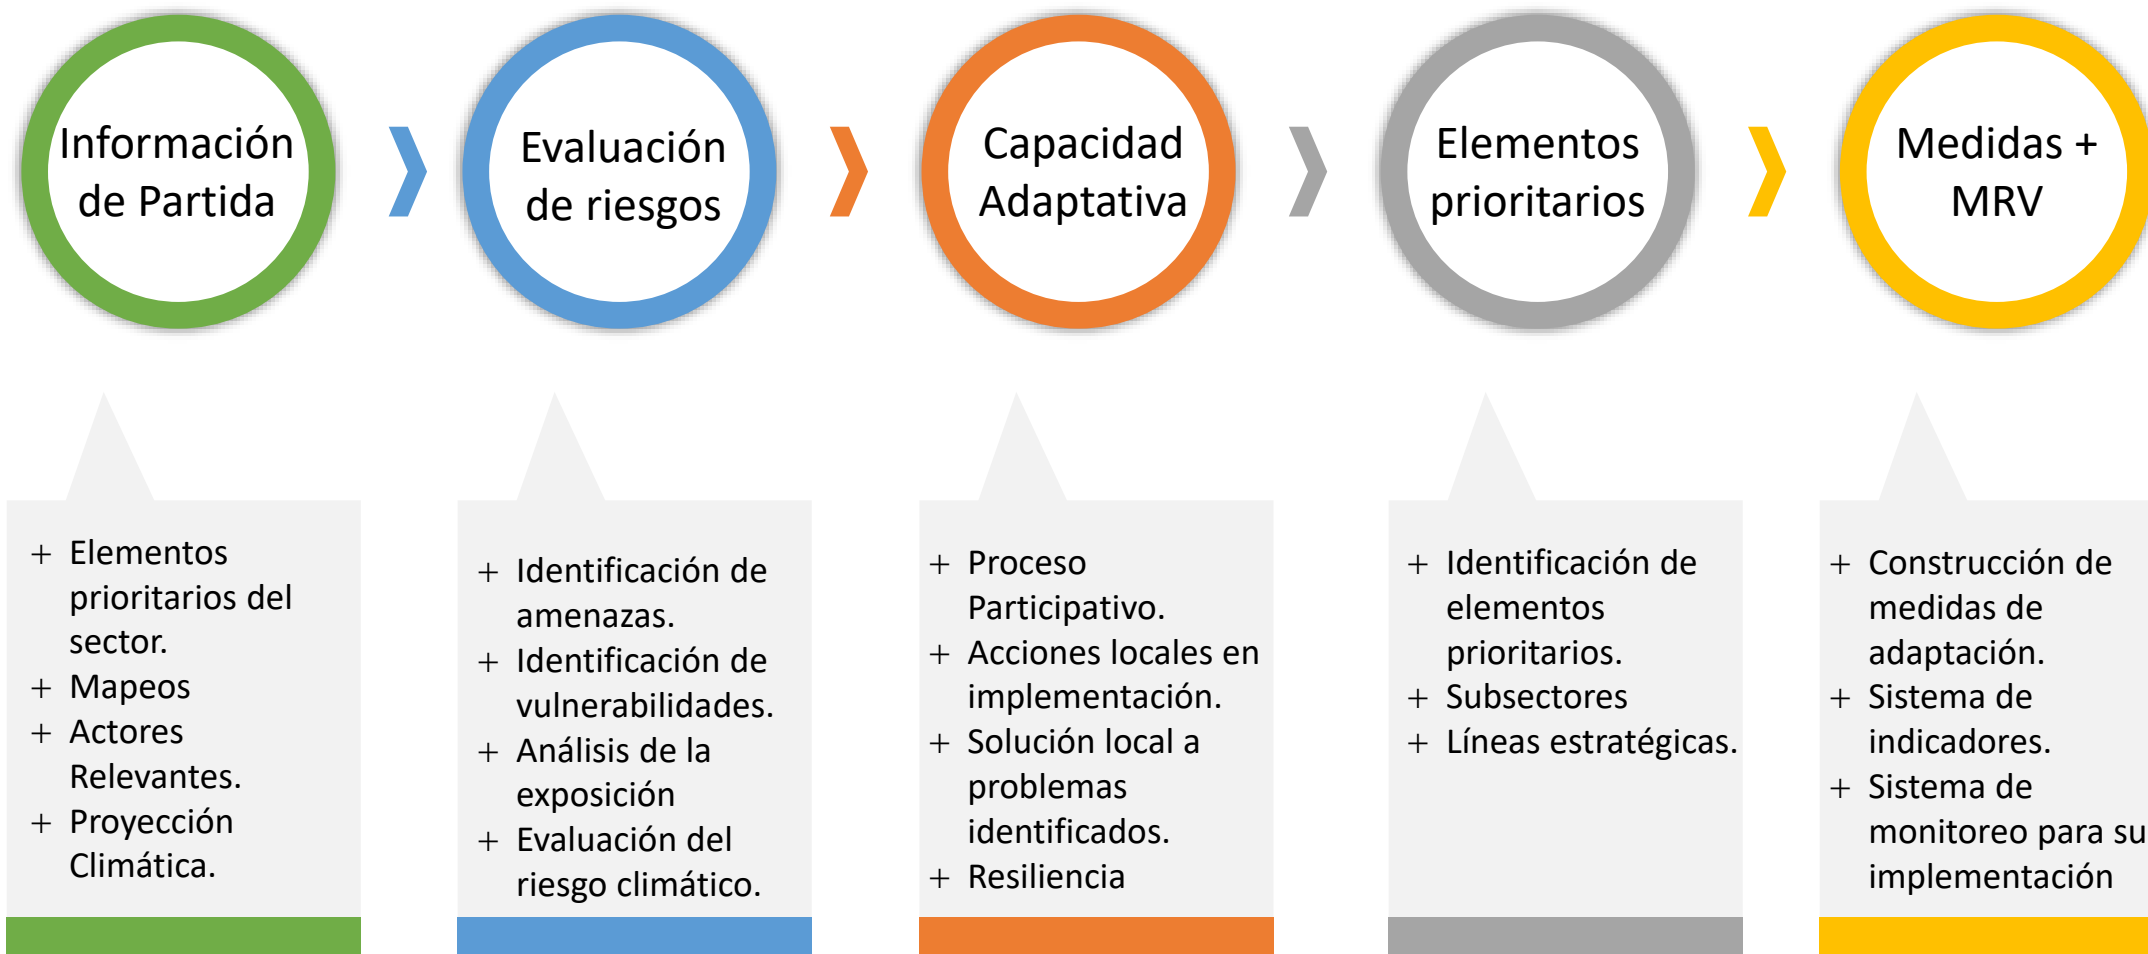 Información
de Partida
Evaluación
de riesgos
Capacidad
Adaptativa
Elementos
prioritarios
Medidas +
MRV
+ Elementos
prioritarios del
sector.
+ Mapeos
+ Actores
Relevantes.
+ Proyección
Climática.
+ Identificación de
amenazas.
+ Identificación de
vulnerabilidades.
+ Análisis de la
exposición
+ Evaluación del
riesgo climático.
+ Proceso
Participativo.
+ Acciones locales en
implementación.
+ Solución local a
problemas
identificados.
+ Resiliencia
+ Identificación de
elementos
prioritarios.
+ Subsectores
+ Líneas estratégicas.
+ Construcción de
medidas de
adaptación.
+ Sistema de
indicadores.
+ Sistema de
monitoreo para su
implementación